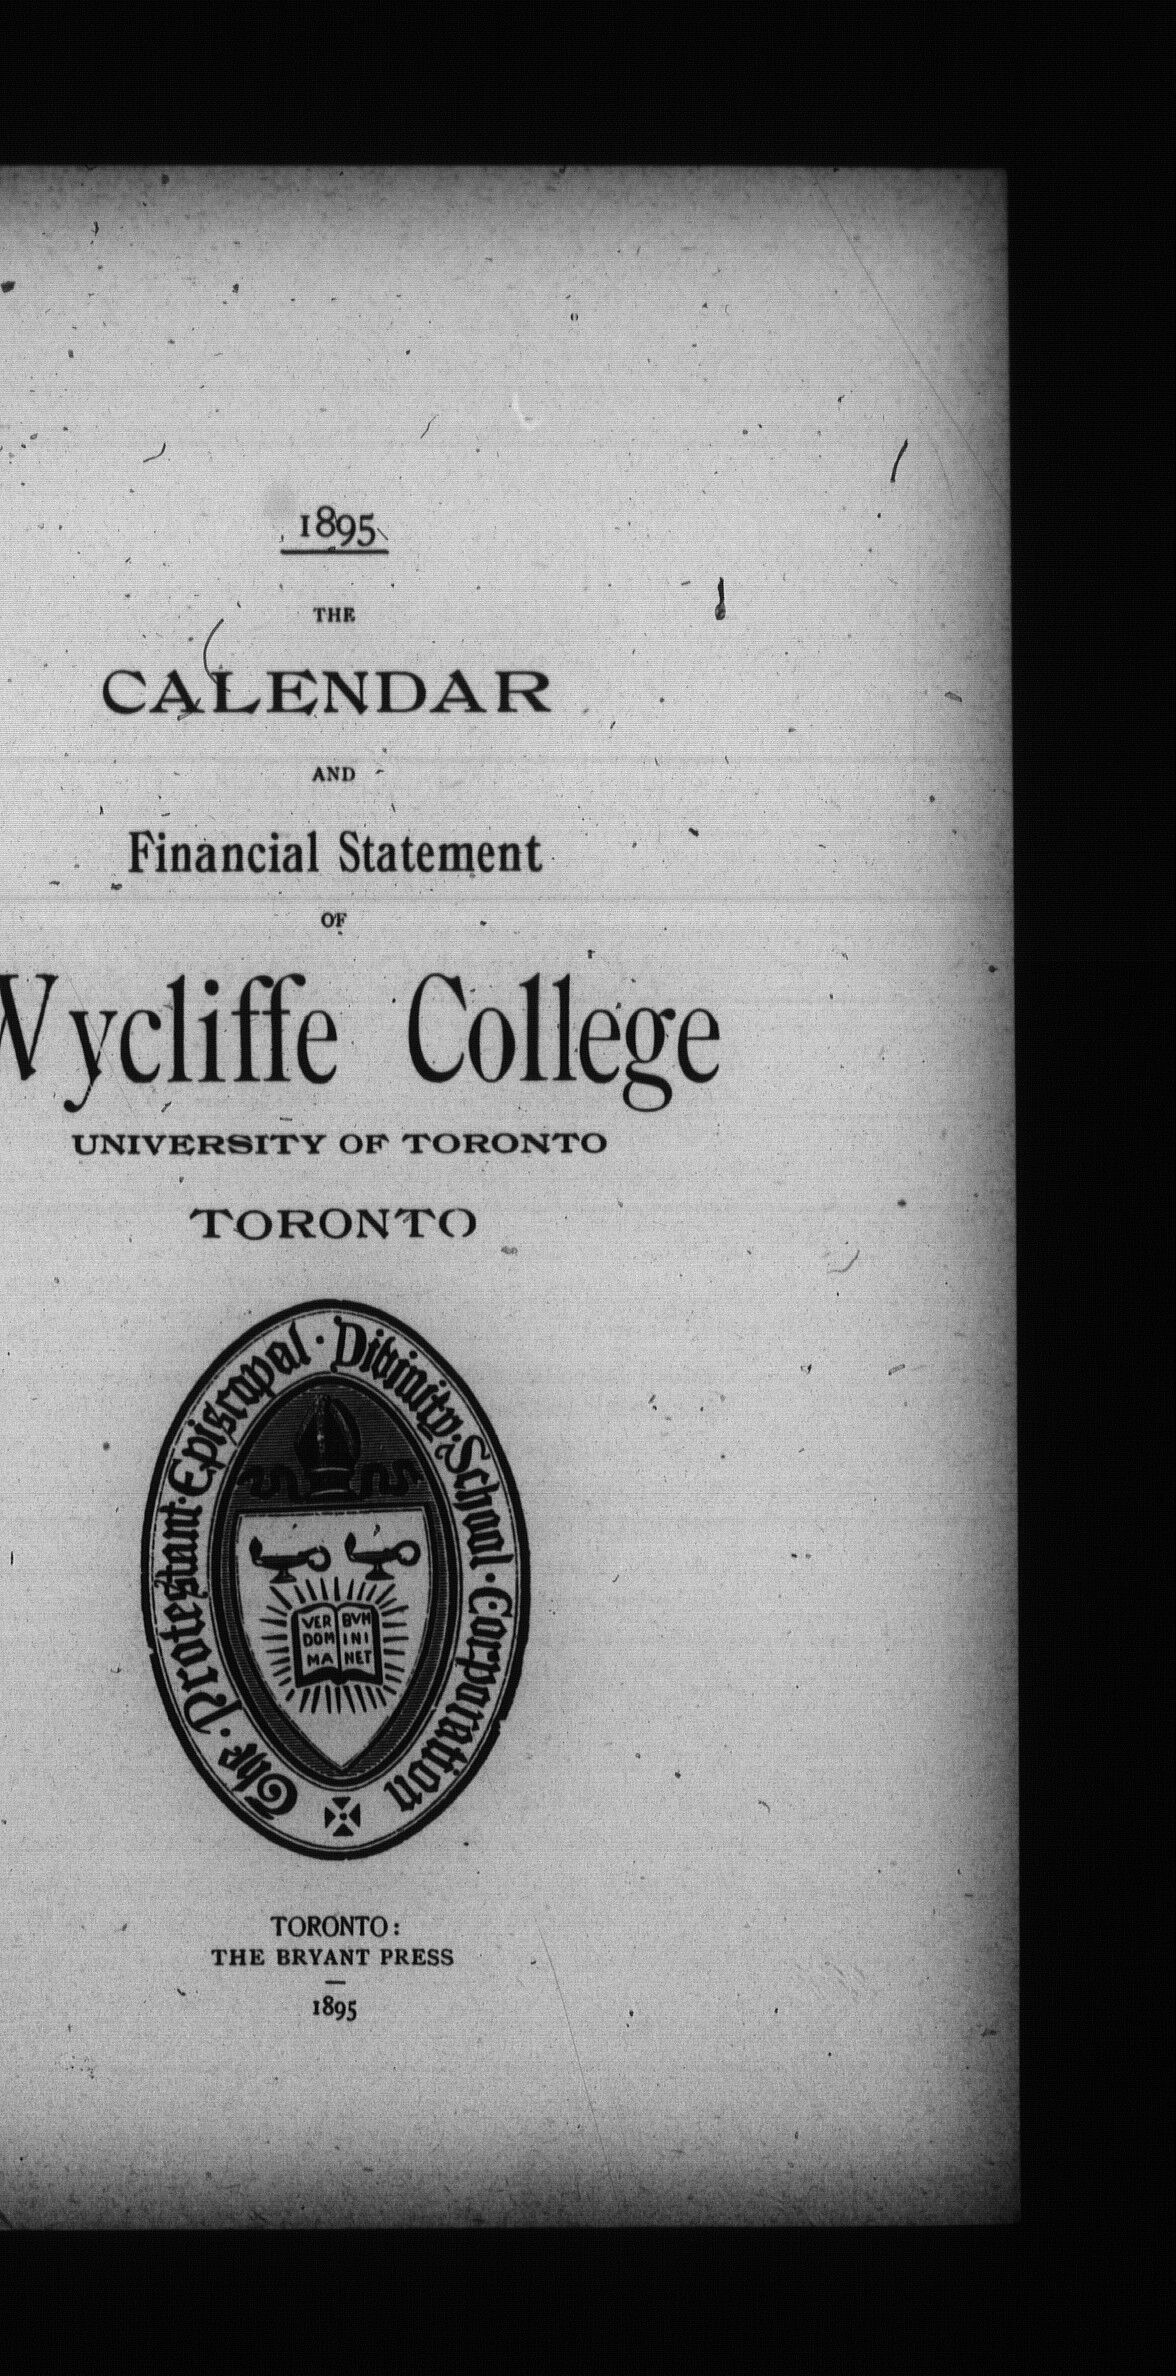 1895
THE
CALENDAR
AND
Financial Statement
OF
Wycliffe College
UNIVERSITY OF TORONTO
TORONTO
The · Protestant · Episcopal · Divinity · School · Corporation
VER BVM
DOM INI
MA NET
TORONTO:
THE BRYANT PRESS
1895